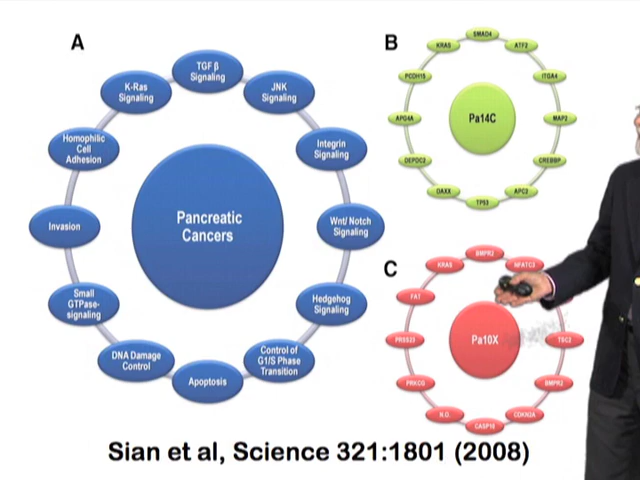 A
TGF β
Signaling
JNK
Signaling
Integrin
Signaling
Wnt/ Notch
Signaling
Hedgehog
Signaling
Control of
G1/S Phase
Transition
Apoptosis
DNA Damage
Control
Small
GTPase-
signaling
Invasion
Homophilic
Cell
Adhesion
K-Ras
Signaling
Pancreatic
Cancers
B
SMAD4
ATF2
ITGA4
MAP2
CREBBP
APC2
TP53
DAXX
DEPDC2
APG4A
PCDH15
KRAS
Pa14C
C
BMPR2
NFATC3
TSC2
BMPR2
CDKN2A
CASP10
N.D.
PRKCG
PRSS23
FAT
KRAS
Pa10X
Sian et al, Science 321:1801 (2008)